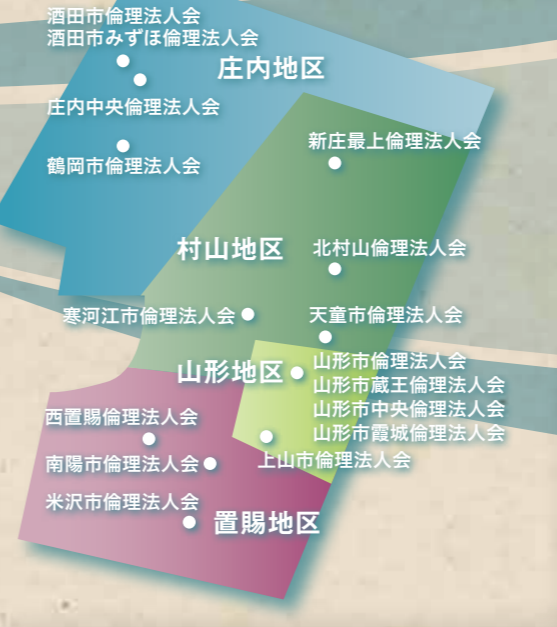 酒田市倫理法人会
酒田市みずほ倫理法人会
庄内地区
庄内中央倫理法人会
鶴岡市倫理法人会
新庄最上倫理法人会
村山地区
北村山倫理法人会
寒河江市倫理法人会
天童市倫理法人会
山形地区
山形市倫理法人会
山形市蔵王倫理法人会
山形市中央倫理法人会
山形市霞城倫理法人会
上山市倫理法人会
西置賜倫理法人会
南陽市倫理法人会
米沢市倫理法人会
置賜地区